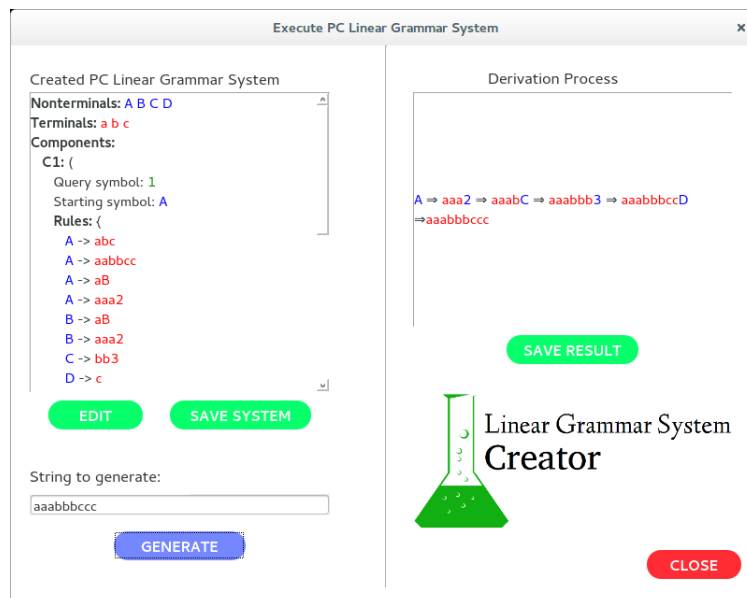 Execute PC Linear Grammar System
×
Created PC Linear Grammar System
Nonterminals: A B C D
Terminals: a b c
Components:
C1: (
Query symbol: 1
Starting symbol: A
Rules: {
A -> abc
A -> aabbcc
A -> aB
A -> aaa2
B -> aB
B -> aaa2
C -> bb3
D -> c
EDIT
SAVE SYSTEM
String to generate:
aaabbbccc
GENERATE
Derivation Process
A ⇒ aaa2 ⇒ aaabC ⇒ aaabbb3 ⇒ aaabbbccD
⇒aaabbbccc
SAVE RESULT
Linear Grammar System
Creator
CLOSE